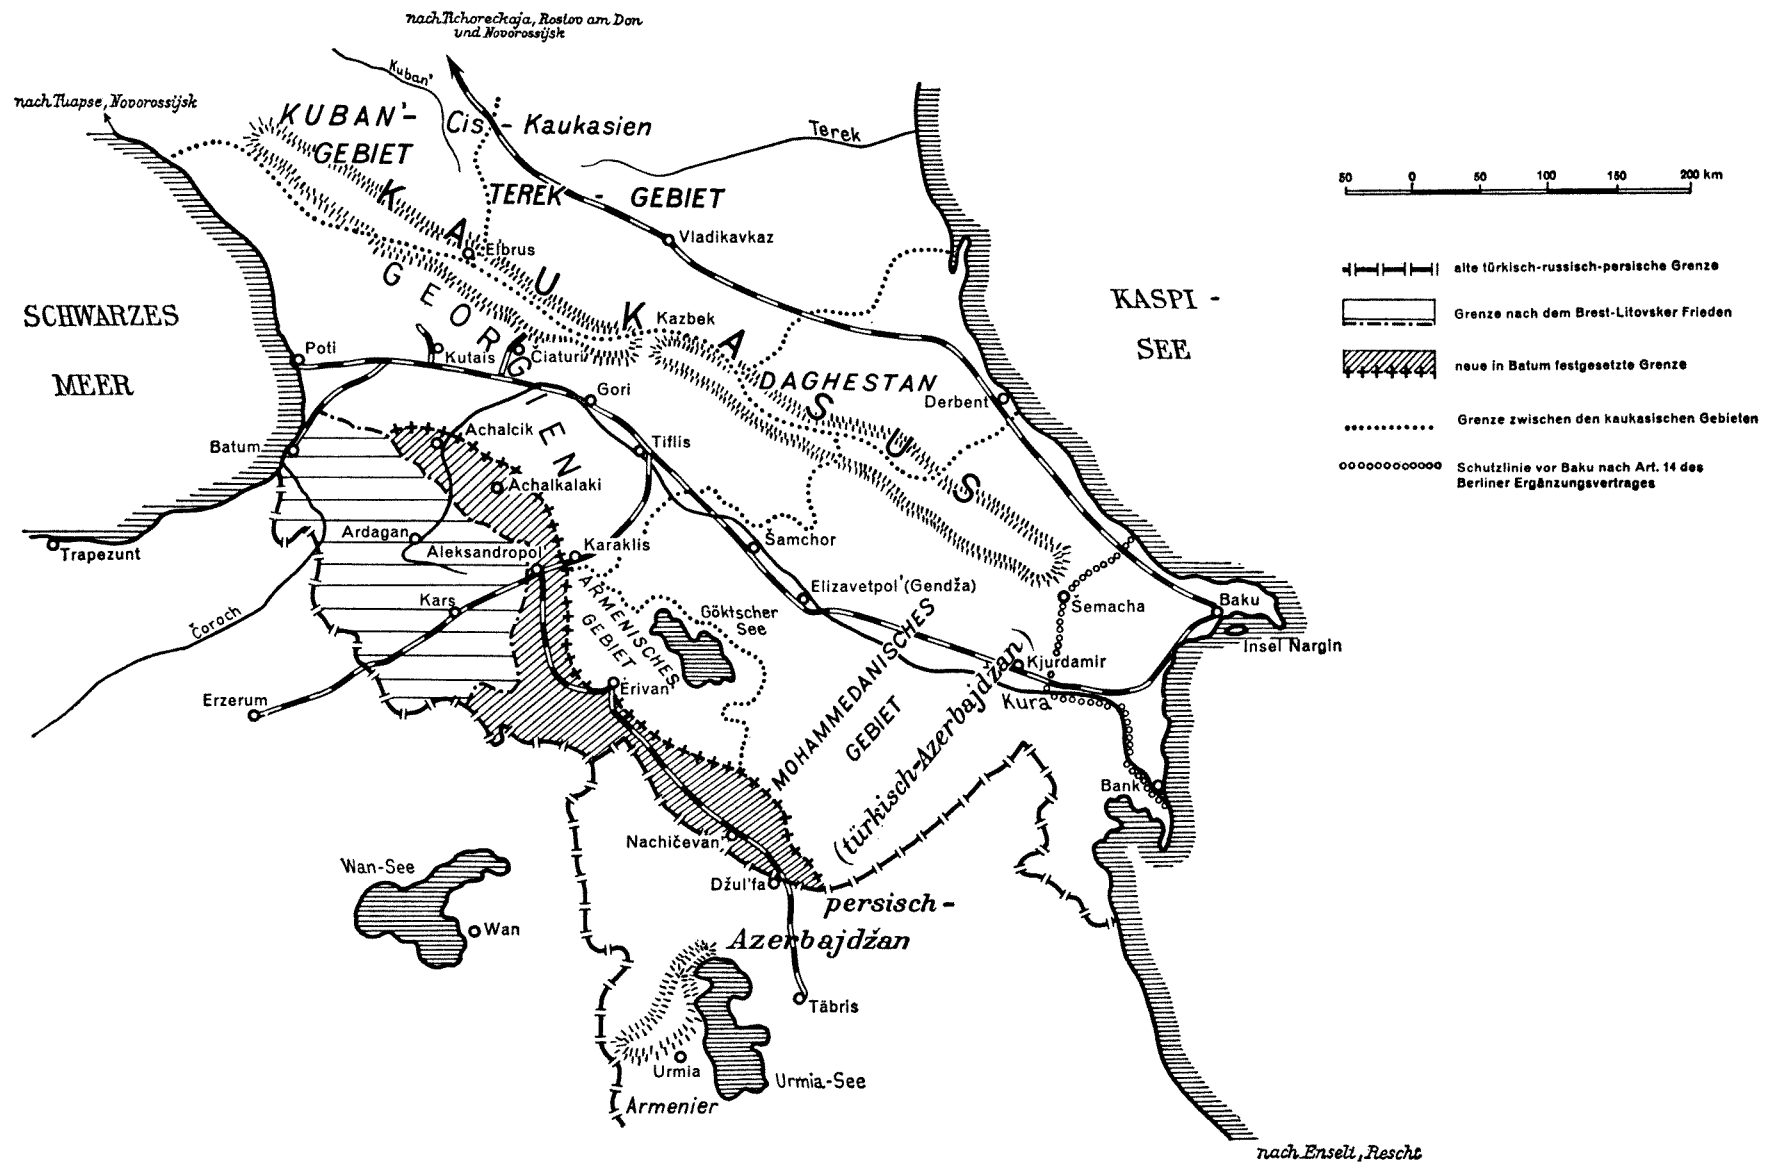 nach Tichoreckaja, Rostov am Don
und Novorossijsk
nach Tuapse, Novorossijsk
Kuban'
KUBAN'-
GEBIET
Cis - Kaukasien
Terek
TEREK - GEBIET
Vladikavkaz
Elbrus
KAUKASUS
GEORGIEN
SCHWARZES
MEER
KASPI -
SEE
Kazbek
Poti
Kutais
Čiaturi
Gori
DAGHESTAN
Derbent
Batum
Achalcik
Tiflis
Achalkalaki
Ardagan
Trapezunt
Aleksandropol
Karaklis
Šamchor
Kars
ARMENISCHES
GEBIET
Göktscher
See
Elizavetpol' (Gendža)
Šemacha
Baku
Insel Nargin
Čoroch
Erzerum
Erivan
MOHAMMEDANISCHES
GEBIET
(türkisch-Azerbajdžan)
Kjurdamir
Kura
Bank
Nachičevan
Džul'fa
Wan-See
Wan
persisch-
Azerbajdžan
Täbris
Urmia
Urmia-See
Armenier
nach Enseli, Rescht
50 0 50 100 150 200 km
alte türkisch-russisch-persische Grenze
Grenze nach dem Brest-Litovsker Frieden
neue in Batum festgesetzte Grenze
Grenze zwischen den kaukasischen Gebieten
Schutzlinie vor Baku nach Art. 14 des
Berliner Ergänzungsvertrages